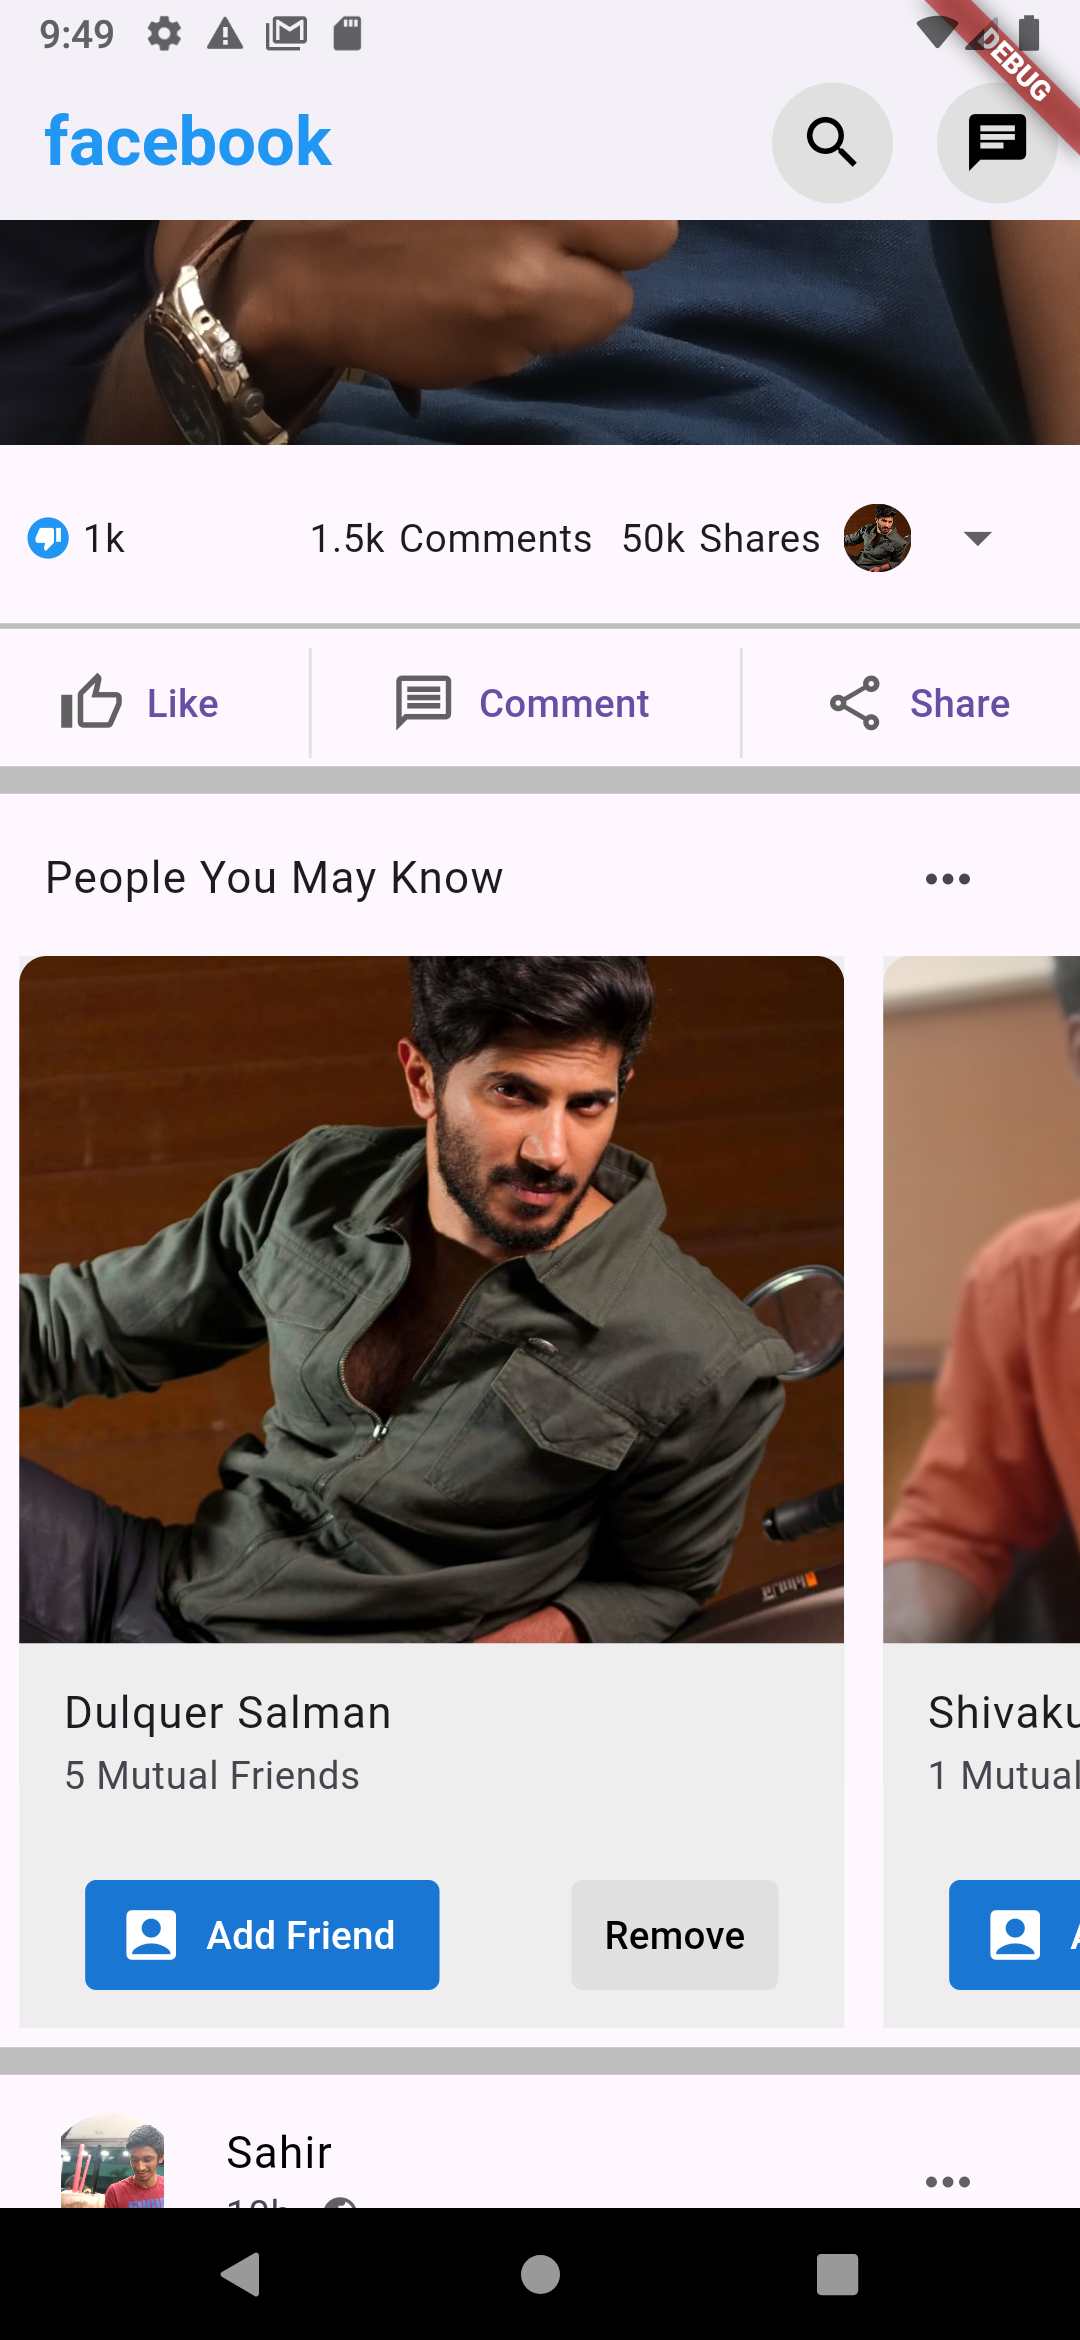 9:49
DEBUG
facebook
1k 1.5k Comments 50k Shares
Like Comment Share
People You May Know
Dulquer Salman
5 Mutual Friends
Add Friend Remove
Shivaku
1 Mutual
A
Sahir